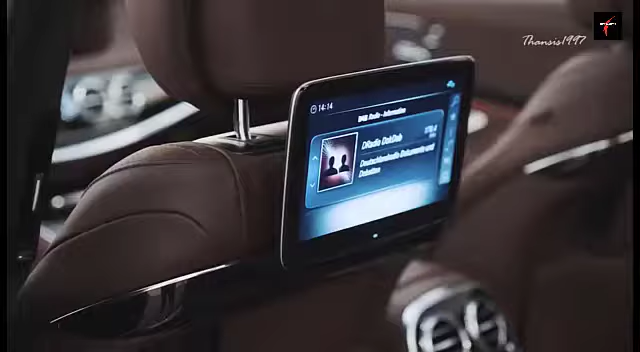 Thansis1997
14:14
DAB Radio - Information
DRadio DokDeb
Deutschlandradio Dokumente und
Debatten